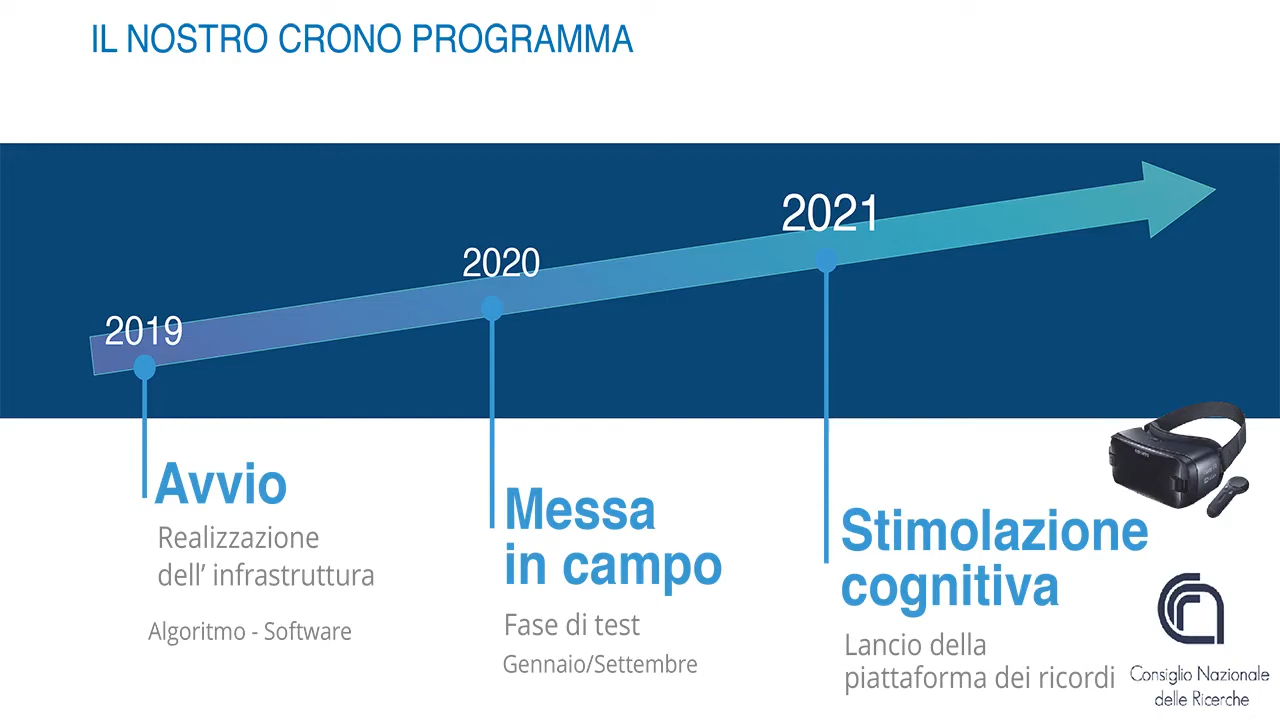 IL NOSTRO CRONO PROGRAMMA
2019
2020
2021
Avvio
Realizzazione
dell’ infrastruttura
Algoritmo - Software
Messa
in campo
Fase di test
Gennaio/Settembre
Stimolazione
cognitiva
Lancio della
piattaforma dei ricordi
Consiglio Nazionale
delle Ricerche